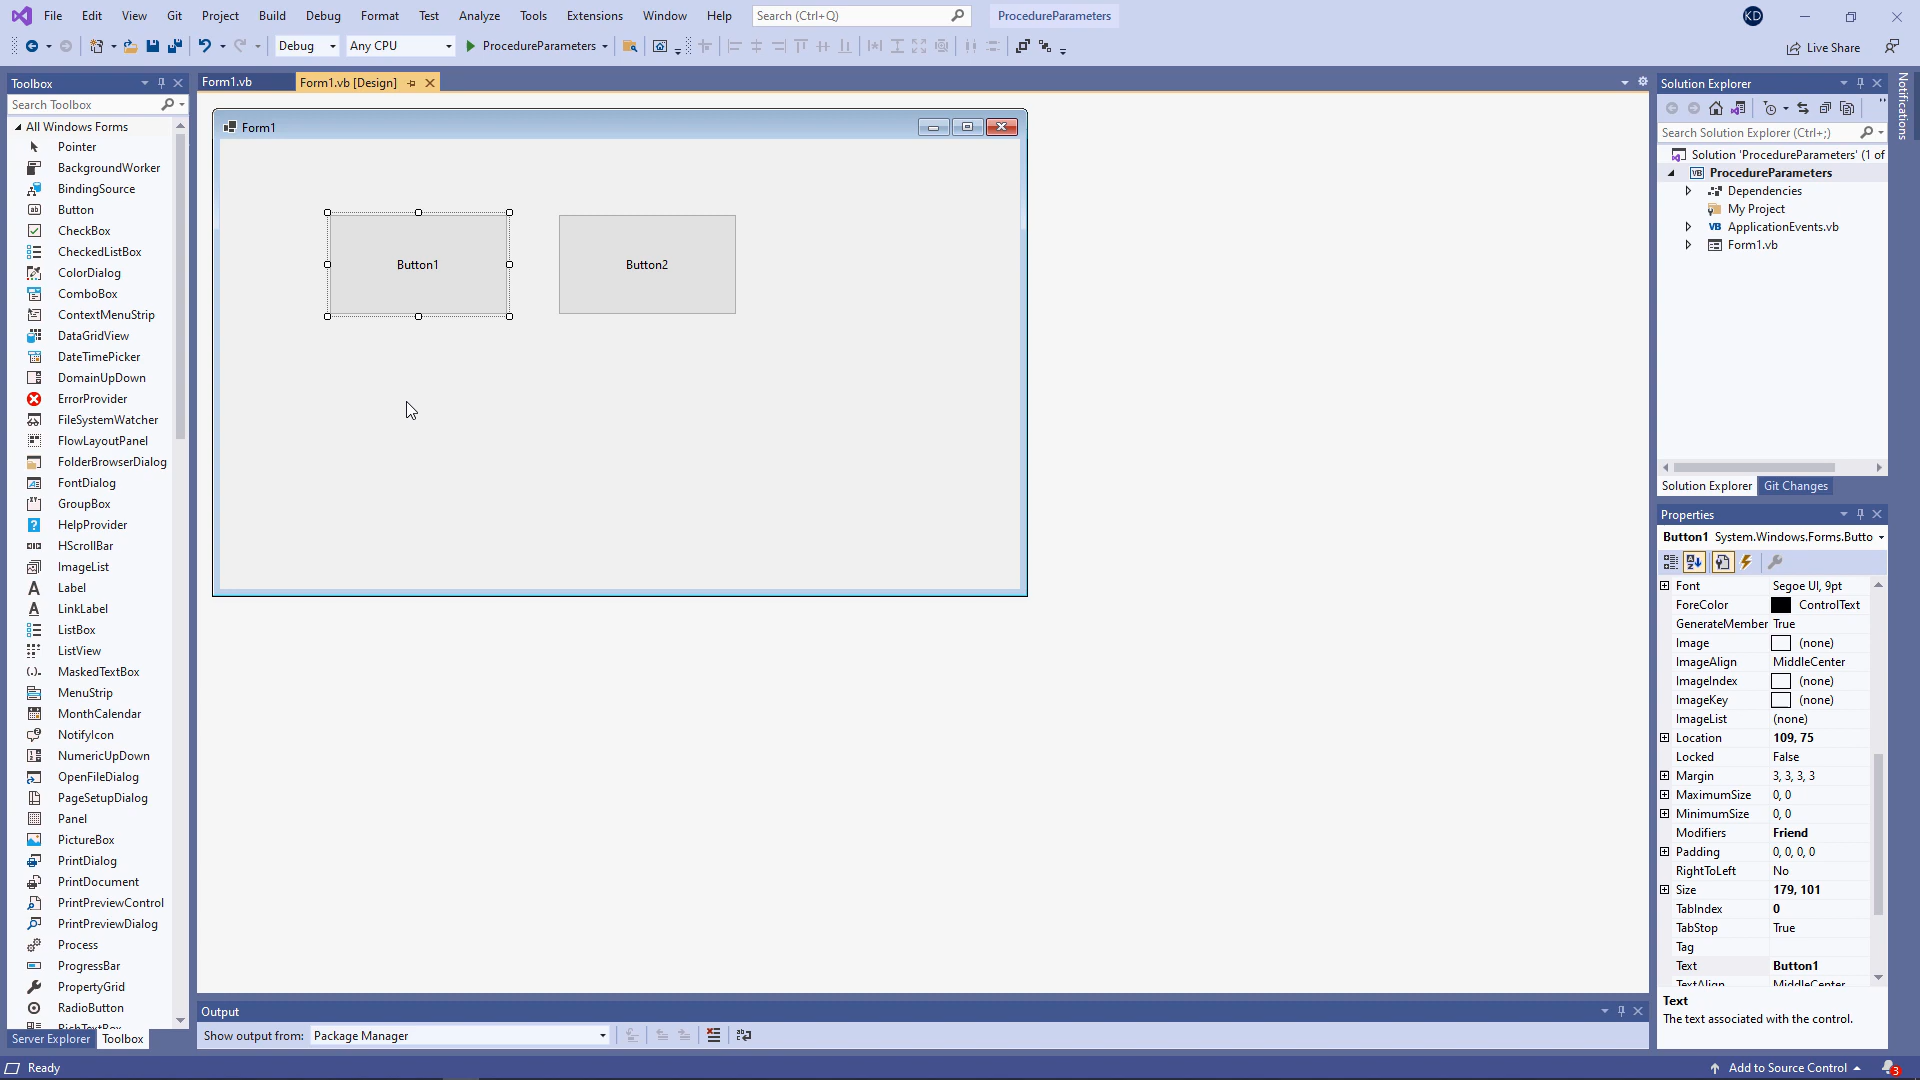 File Edit View Git Project Build Debug Format Test Analyze Tools Extensions Window Help Search (Ctrl+Q) ProcedureParameters KD
Debug Any CPU ProcedureParameters Live Share
Toolbox
Search Toolbox
All Windows Forms
Pointer
BackgroundWorker
BindingSource
Button
CheckBox
CheckedListBox
ColorDialog
ComboBox
ContextMenuStrip
DataGridView
DateTimePicker
DomainUpDown
ErrorProvider
FileSystemWatcher
FlowLayoutPanel
FolderBrowserDialog
FontDialog
GroupBox
HelpProvider
HScrollBar
ImageList
Label
LinkLabel
ListBox
ListView
MaskedTextBox
MenuStrip
MonthCalendar
NotifyIcon
NumericUpDown
OpenFileDialog
PageSetupDialog
Panel
PictureBox
PrintDialog
PrintDocument
PrintPreviewControl
PrintPreviewDialog
Process
ProgressBar
PropertyGrid
RadioButton
Server Explorer Toolbox
Form1.vb Form1.vb [Design]
Form1
Button1 Button2
Output
Show output from: Package Manager
Solution Explorer
Search Solution Explorer (Ctrl+;)
Solution 'ProcedureParameters' (1 of
VB ProcedureParameters
Dependencies
My Project
VB ApplicationEvents.vb
Form1.vb
Solution Explorer Git Changes
Properties
Button1 System.Windows.Forms.Butto
Font Segoe UI, 9pt
ForeColor ControlText
GenerateMember True
Image (none)
ImageAlign MiddleCenter
ImageIndex (none)
ImageKey (none)
ImageList (none)
Location 109, 75
Locked False
Margin 3, 3, 3, 3
MaximumSize 0, 0
MinimumSize 0, 0
Modifiers Friend
Padding 0, 0, 0, 0
RightToLeft No
Size 179, 101
TabIndex 0
TabStop True
Tag
Text Button1
TextAlign MiddleCenter
Text
The text associated with the control.
Notifications
Ready Add to Source Control 3